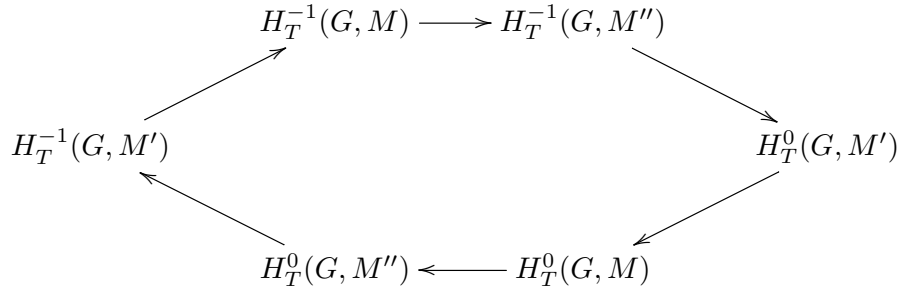 $H_T^{-1}(G, M)$ $H_T^{-1}(G, M'')$
$H_T^{-1}(G, M')$ $H_T^0(G, M')$
$H_T^0(G, M'')$ $H_T^0(G, M)$